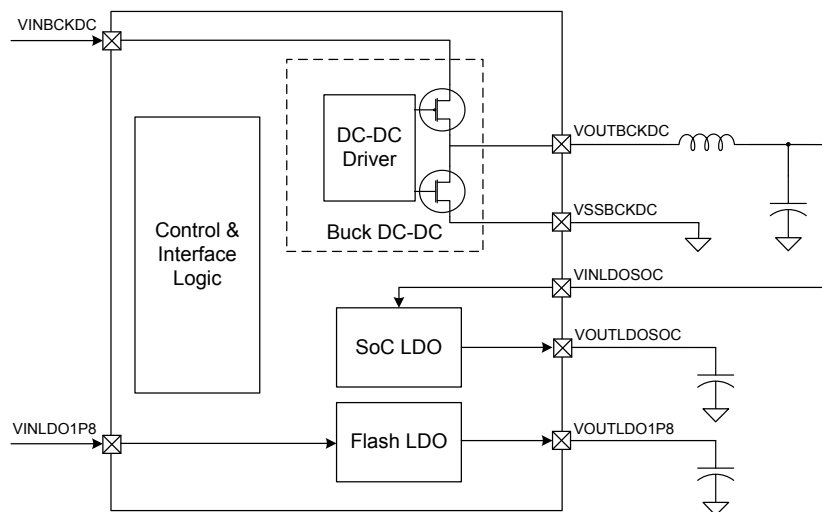 VINBCKDC
DC-DC
Driver
VOUTBCKDC
Control &
Interface
Logic
Buck DC-DC
VSSBCKDC
VINLDOSOC
SoC LDO
VOUTLDOSOC
VINLDO1P8
Flash LDO
VOUTLDO1P8